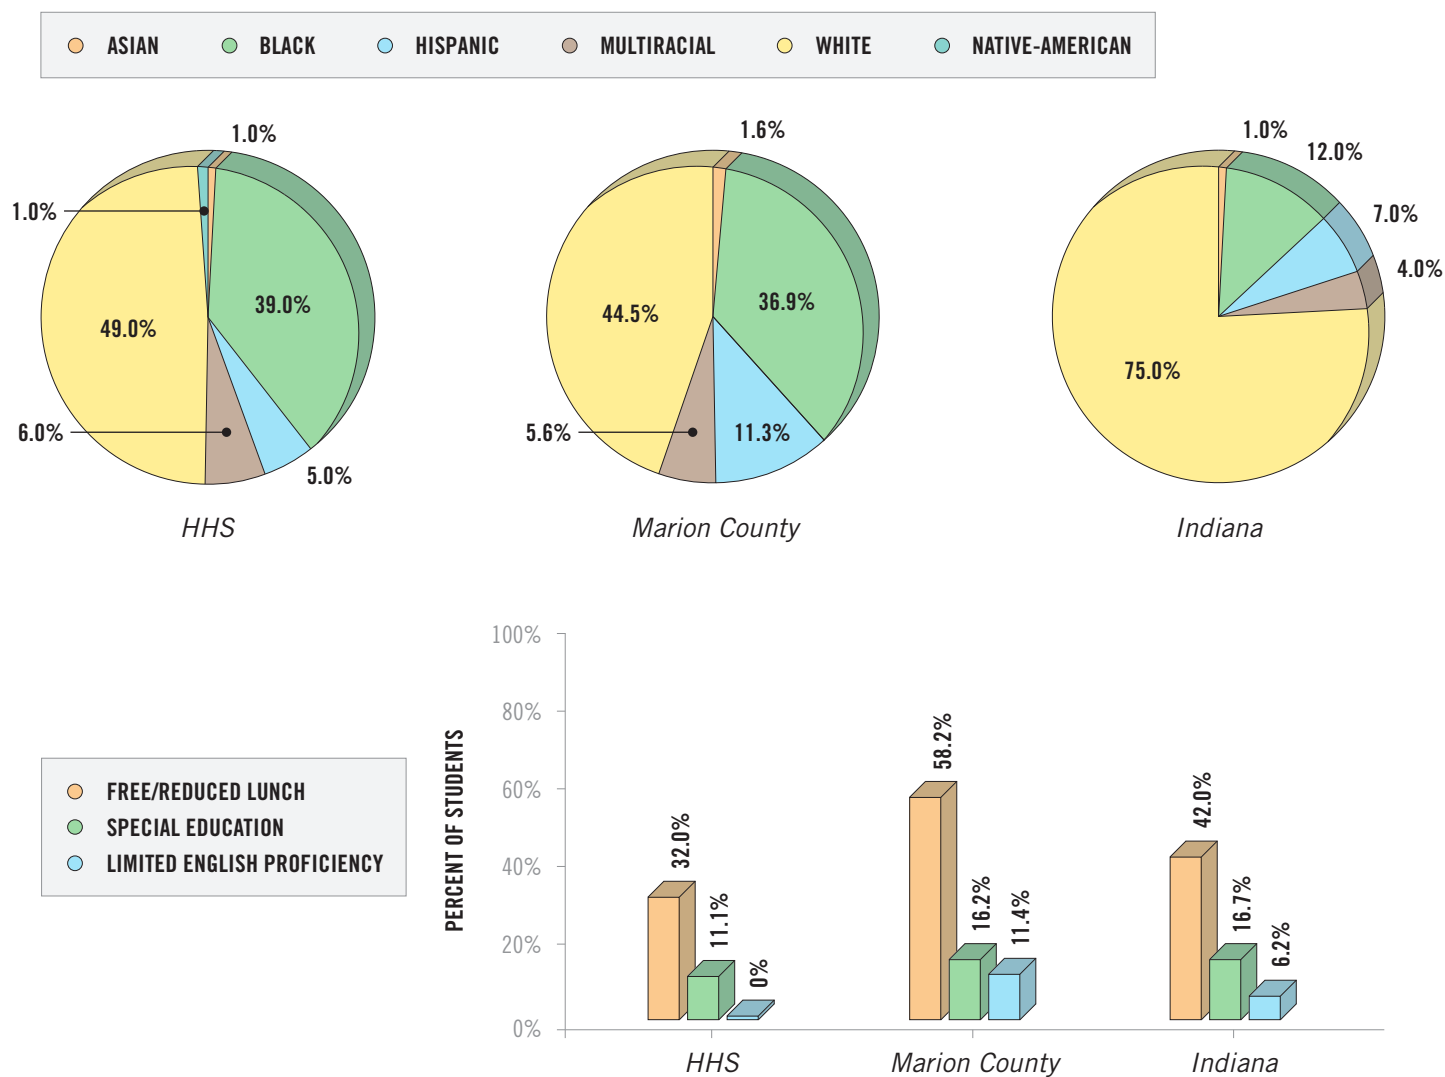 ASIAN BLACK HISPANIC MULTIRACIAL WHITE NATIVE-AMERICAN
1.0%
1.0%
39.0%
49.0%
6.0%
5.0%
HHS
1.6%
36.9%
44.5%
5.6%
11.3%
Marion County
1.0%
12.0%
7.0%
4.0%
75.0%
Indiana
FREE/REDUCED LUNCH
SPECIAL EDUCATION
LIMITED ENGLISH PROFICIENCY
PERCENT OF STUDENTS
100%
80%
60%
40%
20%
0%
32.0%
11.1%
0%
58.2%
16.2%
11.4%
42.0%
16.7%
6.2%
HHS
Marion County
Indiana